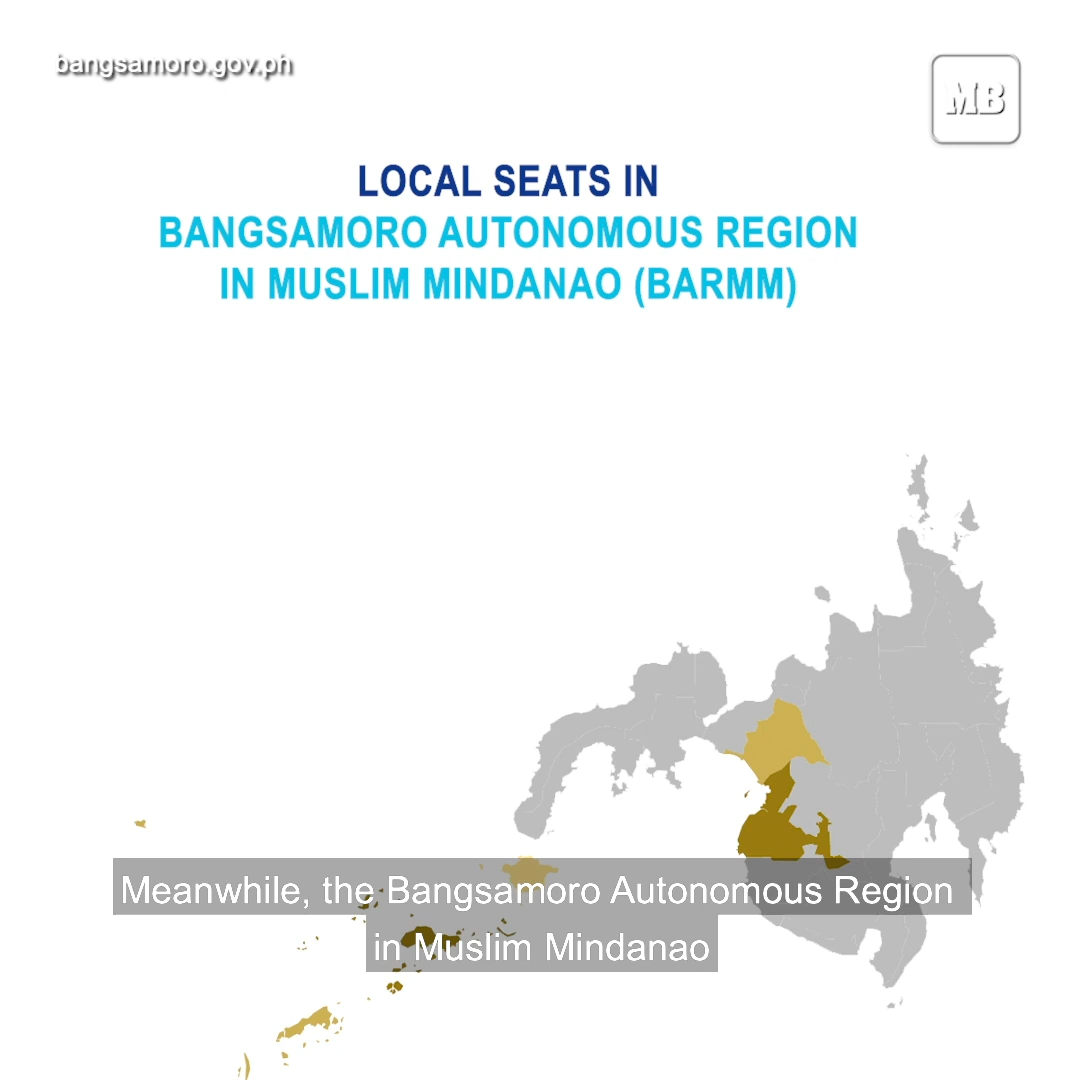 bangsamoro.gov.ph
MB
LOCAL SEATS IN
BANGSAMORO AUTONOMOUS REGION
IN MUSLIM MINDANAO (BARMM)
Meanwhile, the Bangsamoro Autonomous Region
in Muslim Mindanao